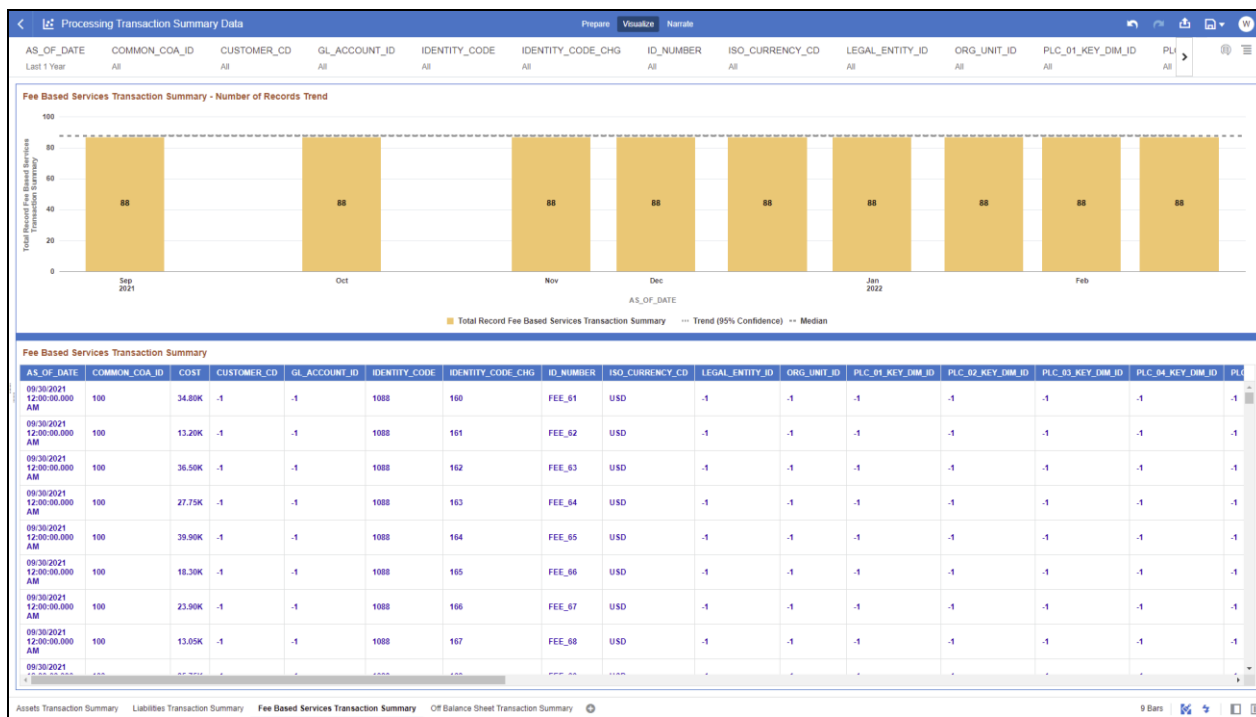 Processing Transaction Summary Data Prepare Visualize Narrate W
AS_OF_DATE COMMON_COA_ID CUSTOMER_CD GL_ACCOUNT_ID IDENTITY_CODE IDENTITY_CODE_CHG ID_NUMBER ISO_CURRENCY_CD LEGAL_ENTITY_ID ORG_UNIT_ID PLC_01_KEY_DIM_ID
Last 1 Year All All All All All All All All All All All
Fee Based Services Transaction Summary - Number of Records Trend
Total Record Fee Based Services
Transaction Summary
100
80
60
40
20
0
88 88 88 88 88 88 88 88 88
Sep Oct Nov Dec Jan Feb
2021 2022
AS_OF_DATE
Total Record Fee Based Services Transaction Summary Trend (95% Confidence) Median
Fee Based Services Transaction Summary
AS_OF_DATE COMMON_COA_ID COST CUSTOMER_CD GL_ACCOUNT_ID IDENTITY_CODE IDENTITY_CODE_CHG ID_NUMBER ISO_CURRENCY_CD LEGAL_ENTITY_ID ORG_UNIT_ID PLC_01_KEY_DIM_ID PLC_02_KEY_DIM_ID PLC_03_KEY_DIM_ID PLC_04_KEY_DIM_ID
09/30/2021
12:00:00.000 100 34.80K -1 -1 1088 160 FEE_61 USD -1 -1 -1 -1 -1 -1 -1
AM
09/30/2021
12:00:00.000 100 13.20K -1 -1 1088 161 FEE_62 USD -1 -1 -1 -1 -1 -1 -1
AM
09/30/2021
12:00:00.000 100 36.50K -1 -1 1088 162 FEE_63 USD -1 -1 -1 -1 -1 -1 -1
AM
09/30/2021
12:00:00.000 100 27.75K -1 -1 1088 163 FEE_64 USD -1 -1 -1 -1 -1 -1 -1
AM
09/30/2021
12:00:00.000 100 39.90K -1 -1 1088 164 FEE_65 USD -1 -1 -1 -1 -1 -1 -1
AM
09/30/2021
12:00:00.000 100 18.30K -1 -1 1088 165 FEE_66 USD -1 -1 -1 -1 -1 -1 -1
AM
09/30/2021
12:00:00.000 100 23.90K -1 -1 1088 166 FEE_67 USD -1 -1 -1 -1 -1 -1 -1
AM
09/30/2021
12:00:00.000 100 13.05K -1 -1 1088 167 FEE_68 USD -1 -1 -1 -1 -1 -1 -1
AM
09/30/2021
Assets Transaction Summary Liabilities Transaction Summary Fee Based Services Transaction Summary Off Balance Sheet Transaction Summary 9 Bars